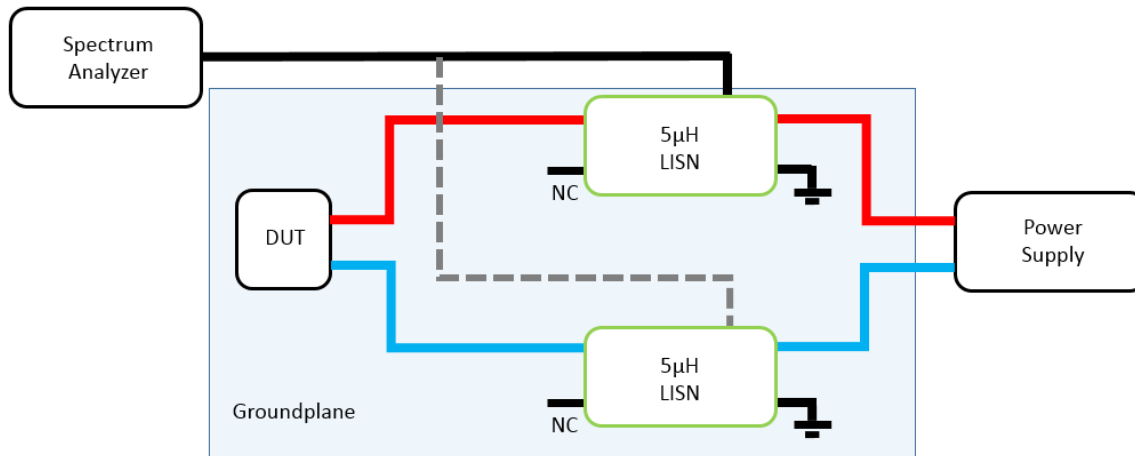 Spectrum
Analyzer
5µH
LISN
NC
DUT
Power
Supply
5µH
LISN
NC
Groundplane